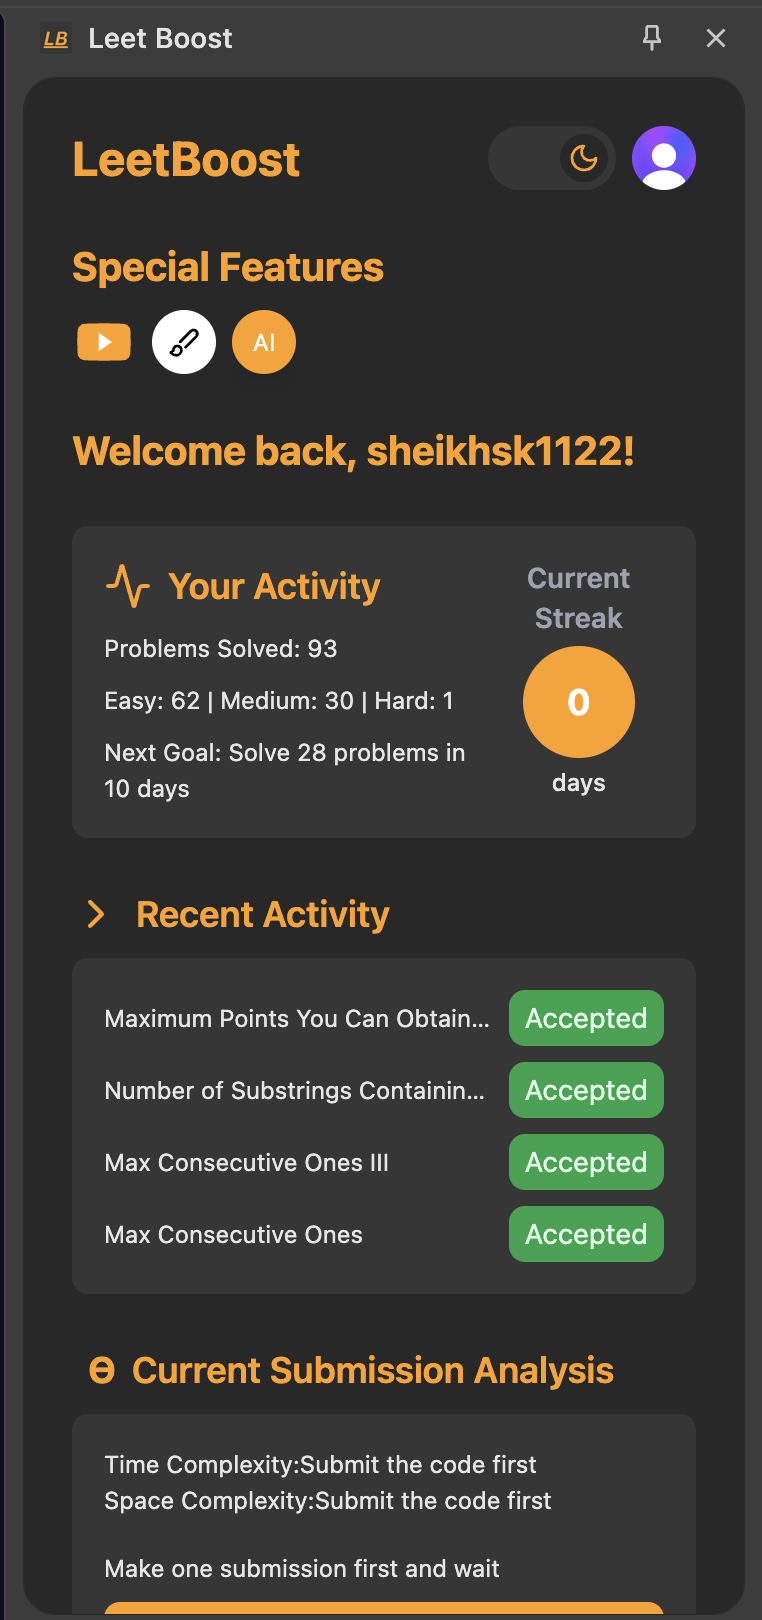 LB Leet Boost
LeetBoost
Special Features
AI
Welcome back, sheikhsk1122!
Your Activity
Current
Streak
Problems Solved: 93
Easy: 62 | Medium: 30 | Hard: 1
0
Next Goal: Solve 28 problems in
10 days
days
Recent Activity
Maximum Points You Can Obtain... Accepted
Number of Substrings Containin... Accepted
Max Consecutive Ones III Accepted
Max Consecutive Ones Accepted
Current Submission Analysis
Time Complexity:Submit the code first
Space Complexity:Submit the code first
Make one submission first and wait